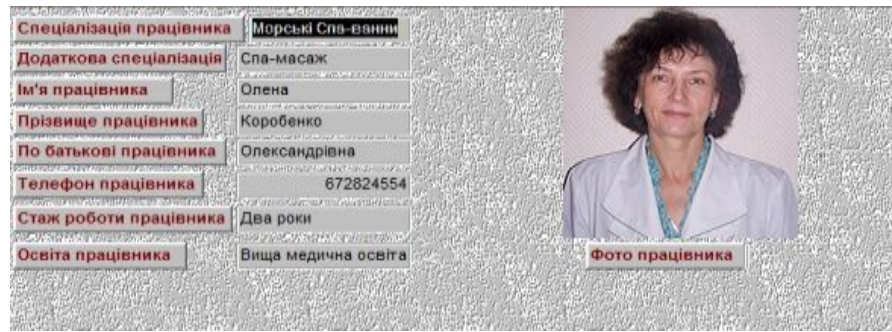 Спеціалізація працівника Морські Спа-ванни
Додаткова спеціалізація Спа-масаж
Ім'я працівника Олена
Прізвище працівника Коробенко
По батькові працівника Олександрівна
Телефон працівника 672824554
Стаж роботи працівника Два роки
Освіта працівника Вища медична освіта
Фото працівника